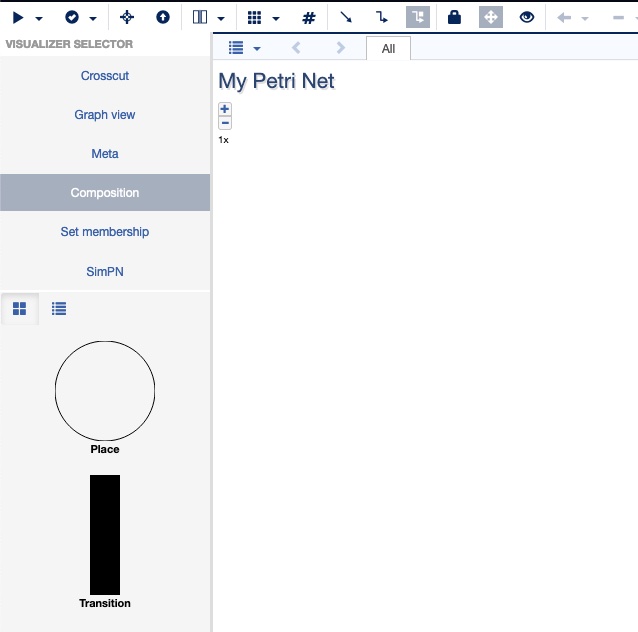 VISUALIZER SELECTOR
Crosscut
Graph view
Meta
Composition
Set membership
SimPN
Place
Transition
All
My Petri Net
1x